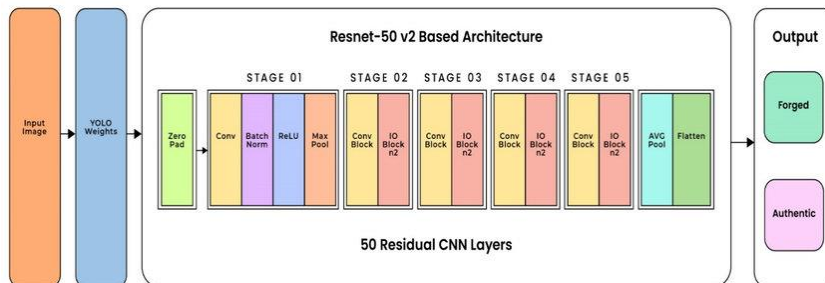 Resnet-50 v2 Based Architecture
Output
STAGE 01
STAGE 02
STAGE 03
STAGE 04
STAGE 05
Input
Image
YOLO
Weights
Zero
Pad
Conv
Batch
Norm
ReLU
Max
Pool
Conv
Block
IO
Block
n2
Conv
Block
IO
Block
n2
Conv
Block
IO
Block
n2
Conv
Block
IO
Block
n2
AVG
Pool
Flatten
Forged
Authentic
50 Residual CNN Layers